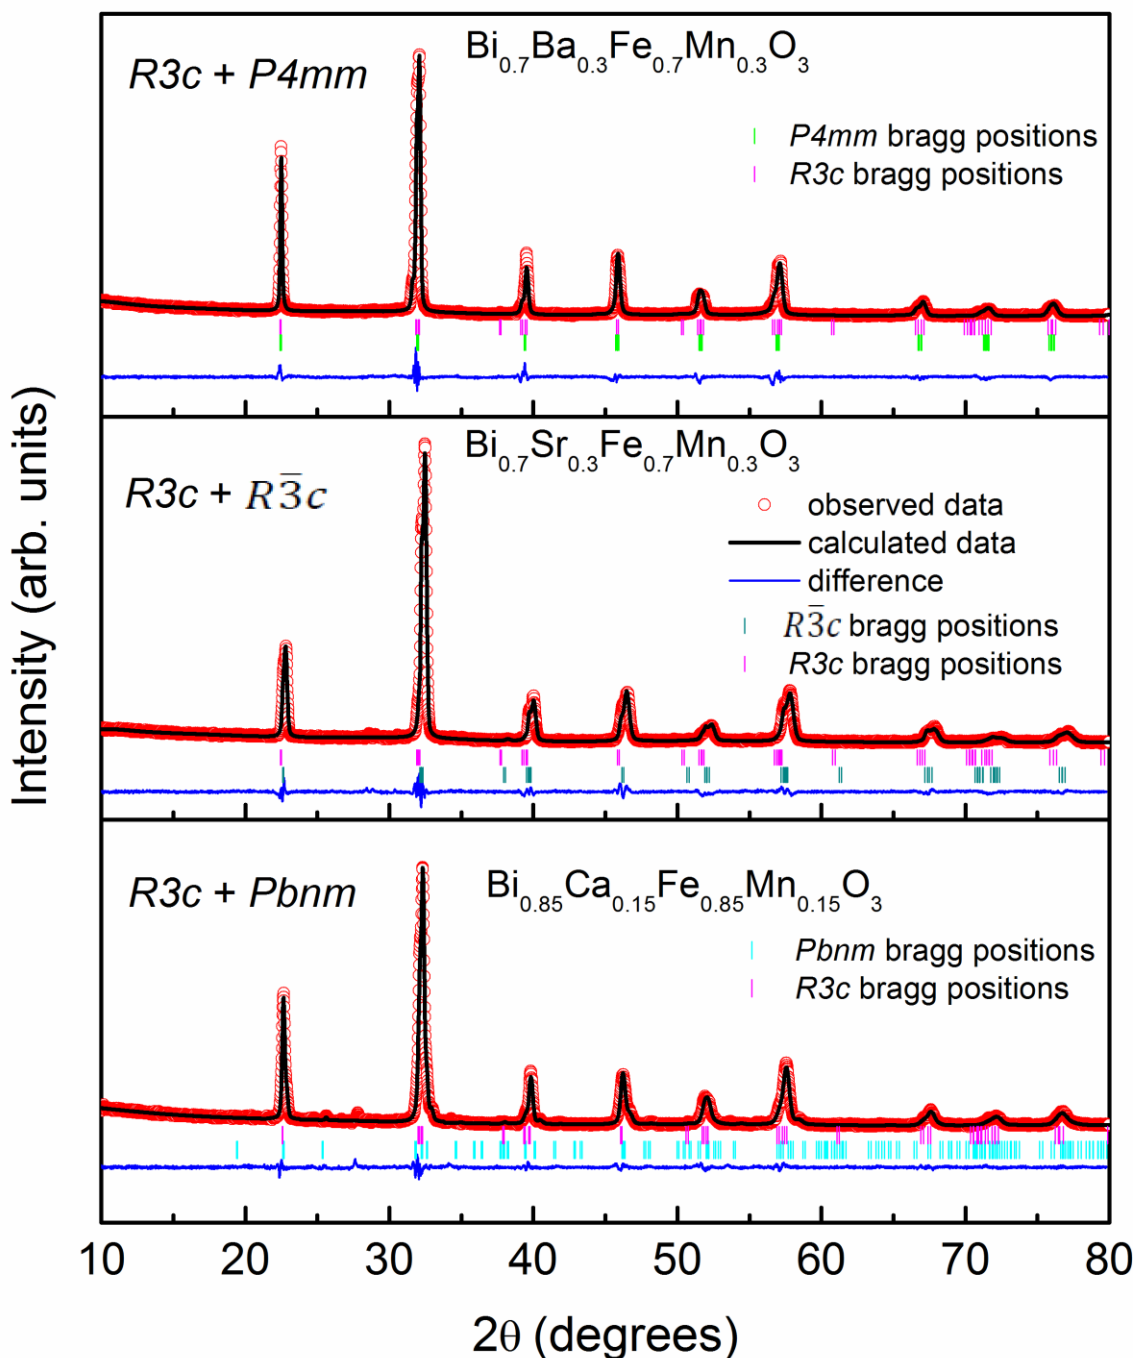 Bi0.7Ba0.3Fe0.7Mn0.3O3
R3c + P4mm
P4mm bragg positions
R3c bragg positions
Bi0.7Sr0.3Fe0.7Mn0.3O3
R3c + R3̅c
observed data
calculated data
difference
R3̅c bragg positions
R3c bragg positions
Bi0.85Ca0.15Fe0.85Mn0.15O3
R3c + Pbnm
Pbnm bragg positions
R3c bragg positions
Intensity (arb. units)
10 20 30 40 50 60 70 80
2θ (degrees)